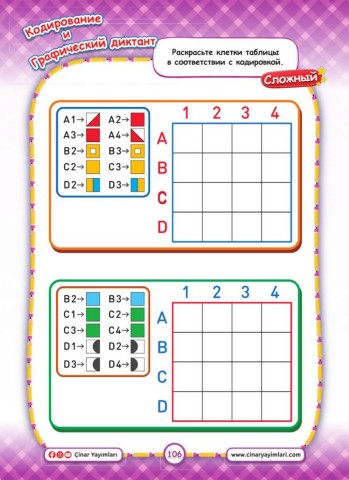 Кодирование
и
Графический диктант
Раскрасьте клетки таблицы
в соответствии с кодировкой.
Сложный
A1→ A2→
A3→ A4→
B2→ B3→
C2→ C3→
D2→ D3→
1 2 3 4
A
B
C
D
B2→ B3→
C1→ C2→
C3→ C4→
D1→ D2→
D3→ D4→
1 2 3 4
A
B
C
D
Çınar Yayımları
106
www.cinaryayimlari.com